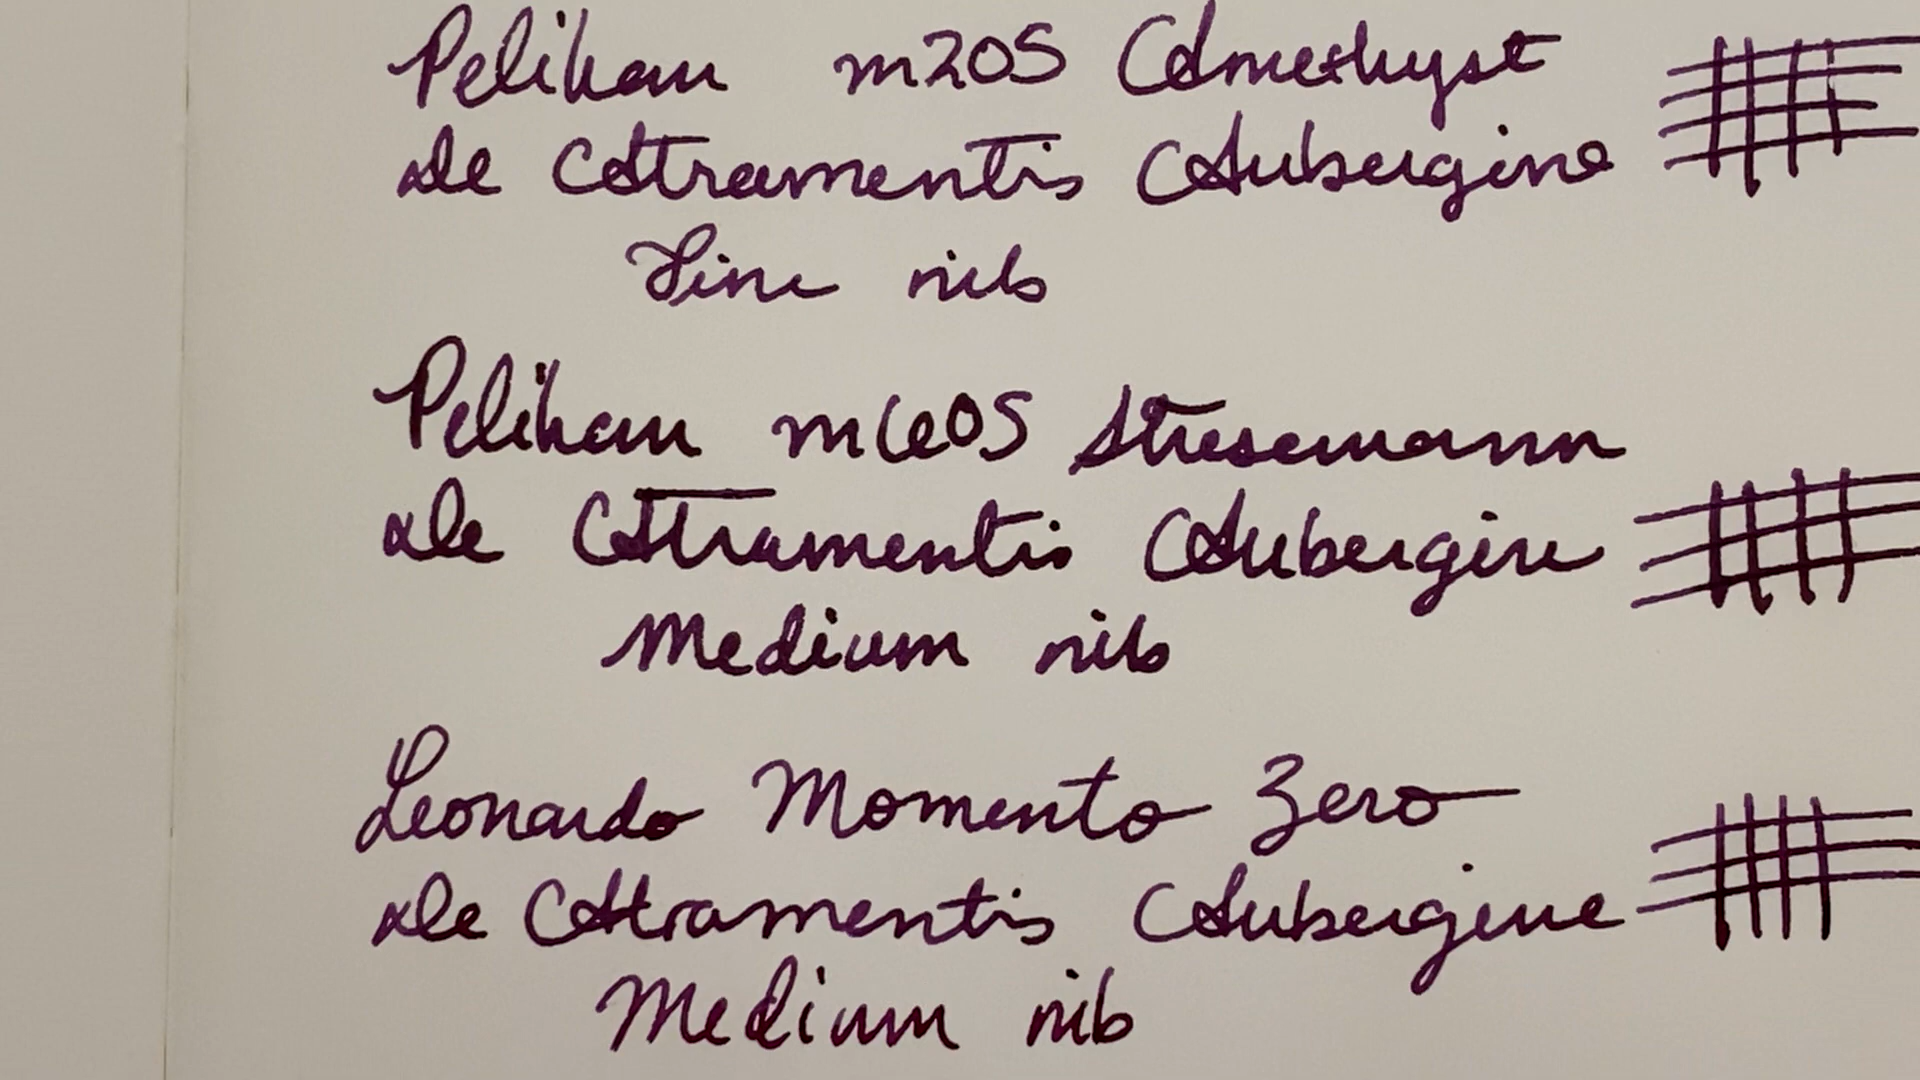 Pelikan m205 Amethyst
De Atramentis Aubergine
Fine nib
Pelikan m605 Stresemann
De Atramentis Aubergine
Medium nib
Leonardo Momento Zero
De Atramentis Aubergine
Medium nib